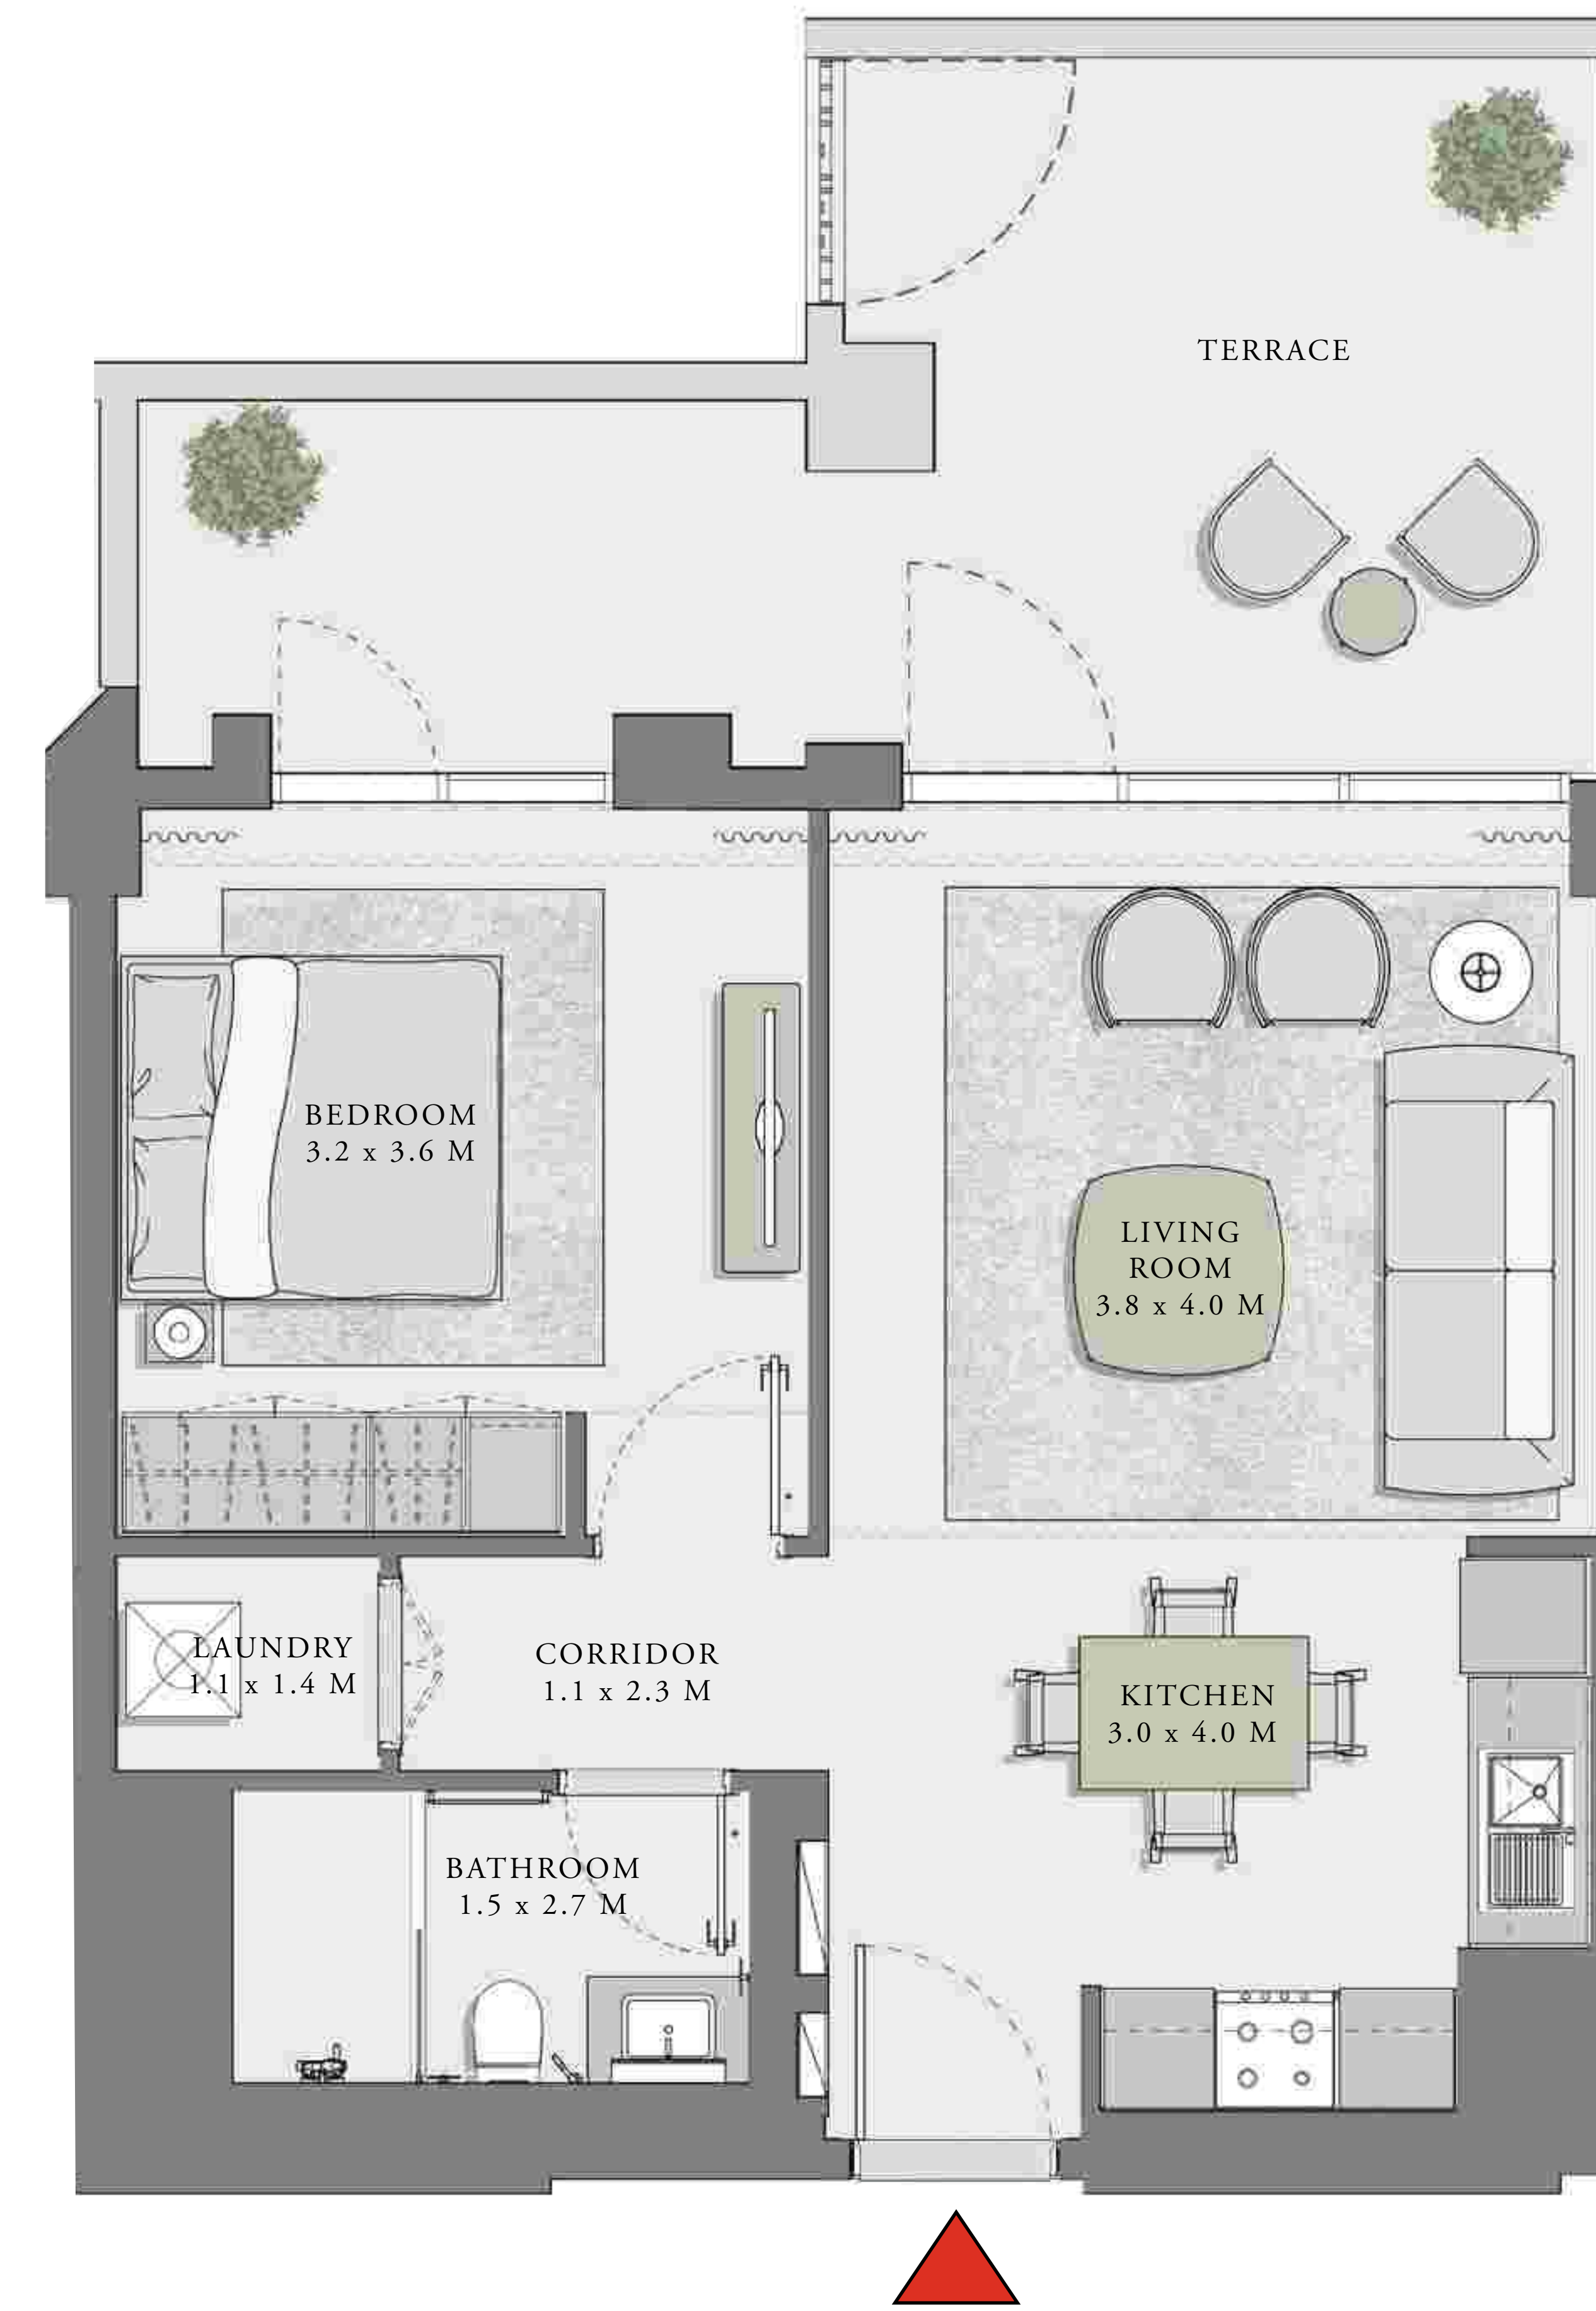 TERRACE
BEDROOM
3.2 x 3.6 M
LIVING
ROOM
3.8 x 4.0 M
LAUNDRY
1.1 x 1.4 M
CORRIDOR
1.1 x 2.3 M
KITCHEN
3.0 x 4.0 M
BATHROOM
1.5 x 2.7 M